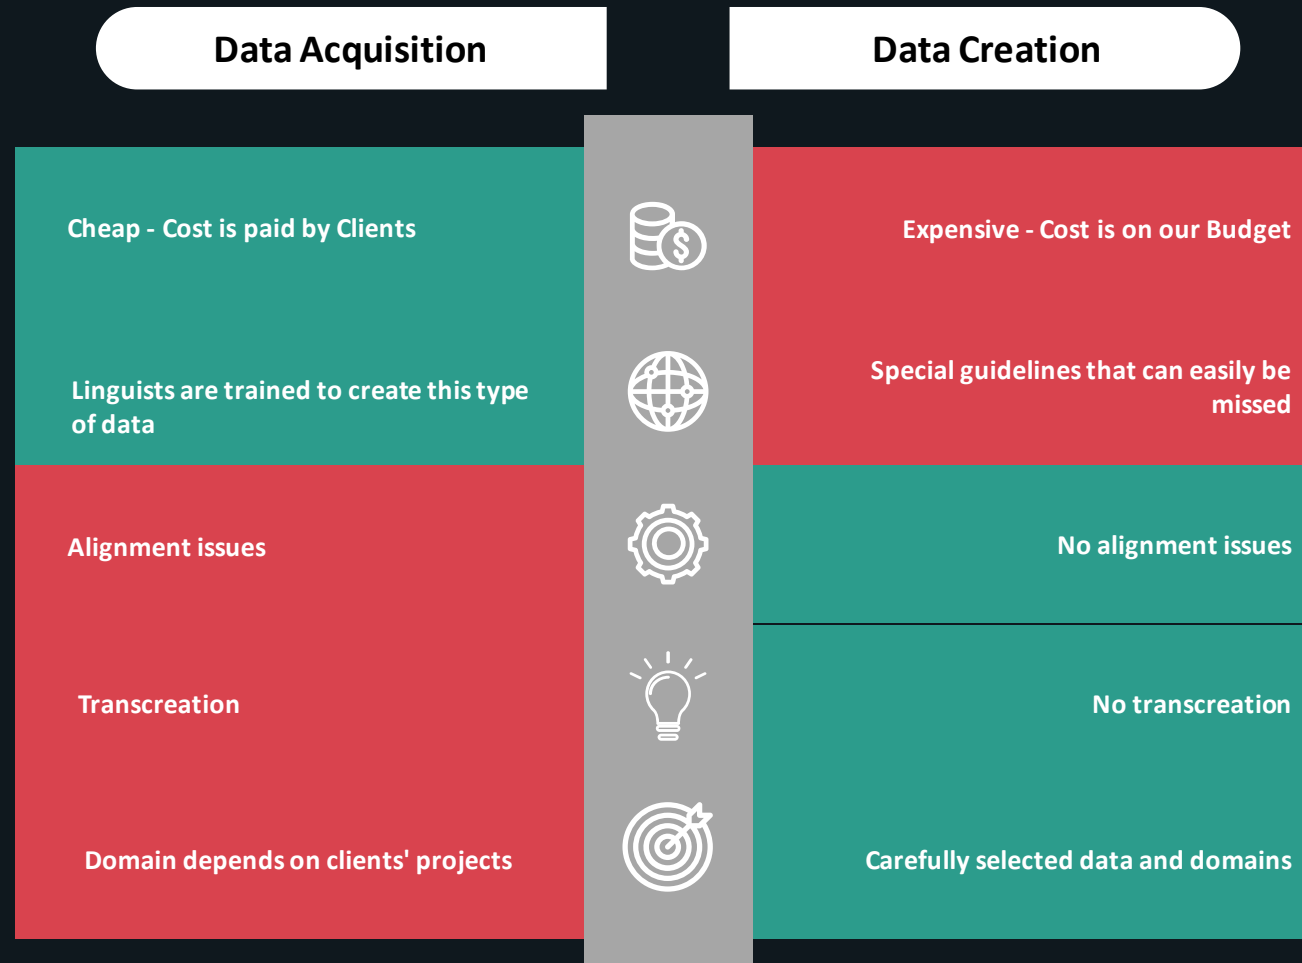 Data Acquisition
Data Creation
Cheap - Cost is paid by Clients
$
Expensive - Cost is on our Budget
Linguists are trained to create this type
of data
Special guidelines that can easily be
missed
Alignment issues
No alignment issues
Transcreation
No transcreation
Domain depends on clients' projects
Carefully selected data and domains